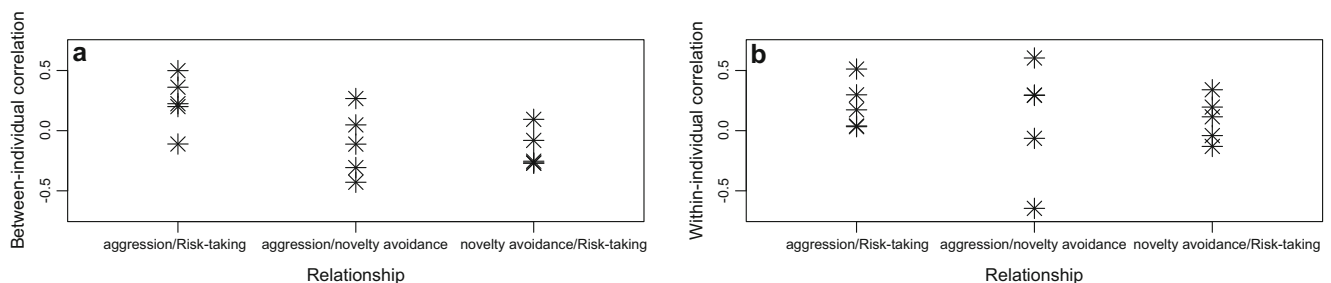 a
Between-individual correlation
0.5
0.0
-0.5
aggression/Risk-taking aggression/novelty avoidance novelty avoidance/Risk-taking
Relationship
b
Within-individual correlation
0.5
0.0
-0.5
aggression/Risk-taking aggression/novelty avoidance novelty avoidance/Risk-taking
Relationship